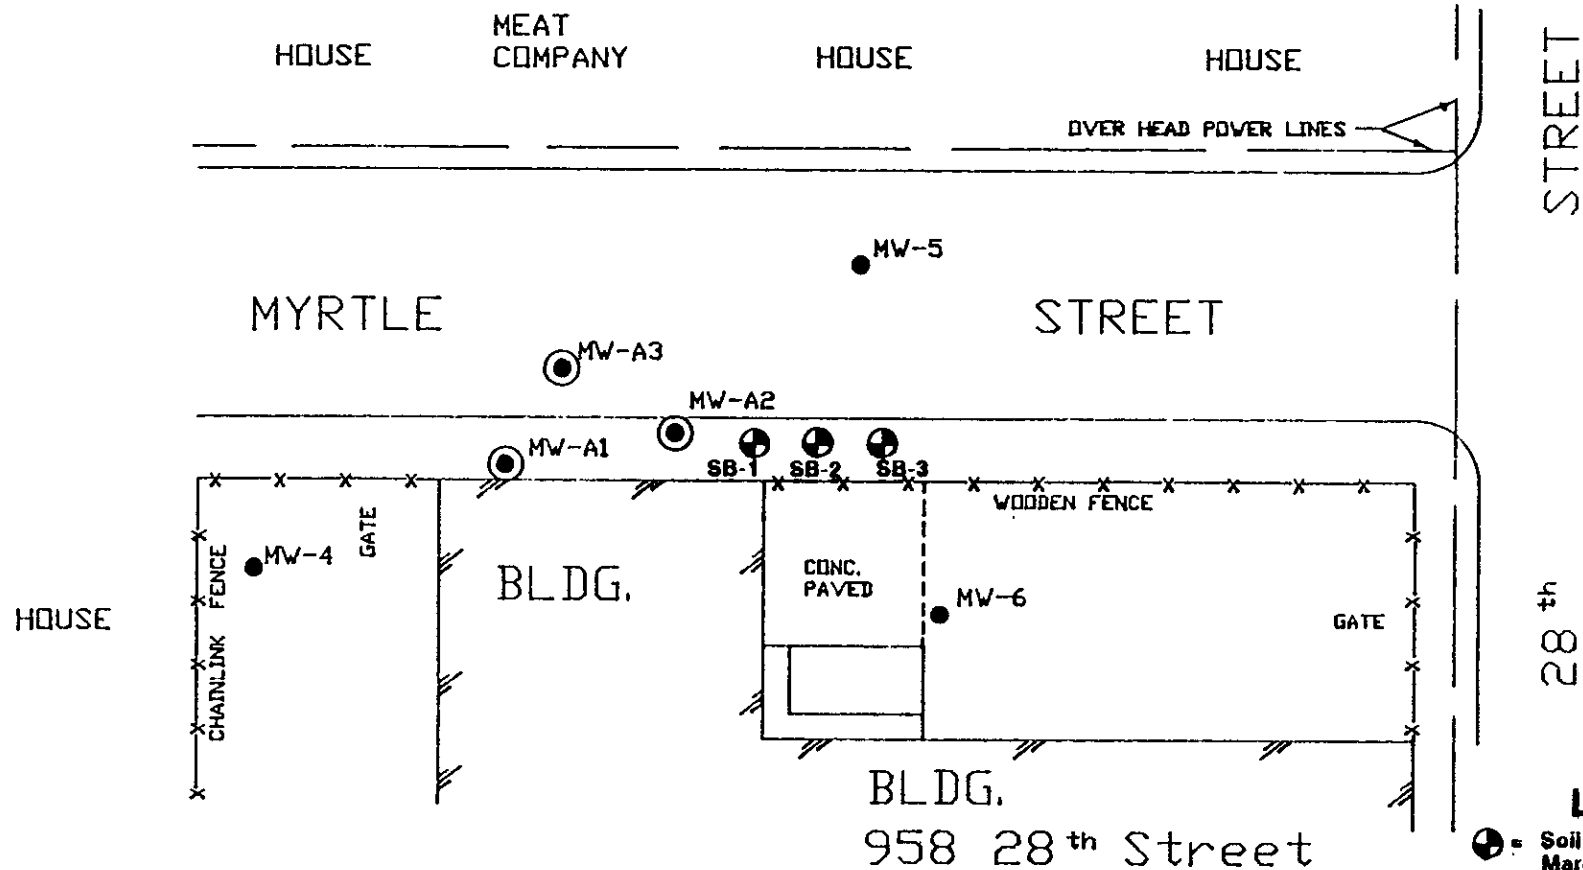 HOUSE
MEAT
COMPANY
HOUSE
HOUSE
STREET
OVER HEAD POWER LINES
MW-5
MYRTLE STREET
MW-A3
MW-A2
MW-A1
SB-1
SB-2
SB-3
WOODEN FENCE
GATE
CHAINLINK FENCE
MW-4
HOUSE
BLDG.
CONC.
PAVED
MW-6
GATE
28 th
BLDG.
958 28th Street
= Soil